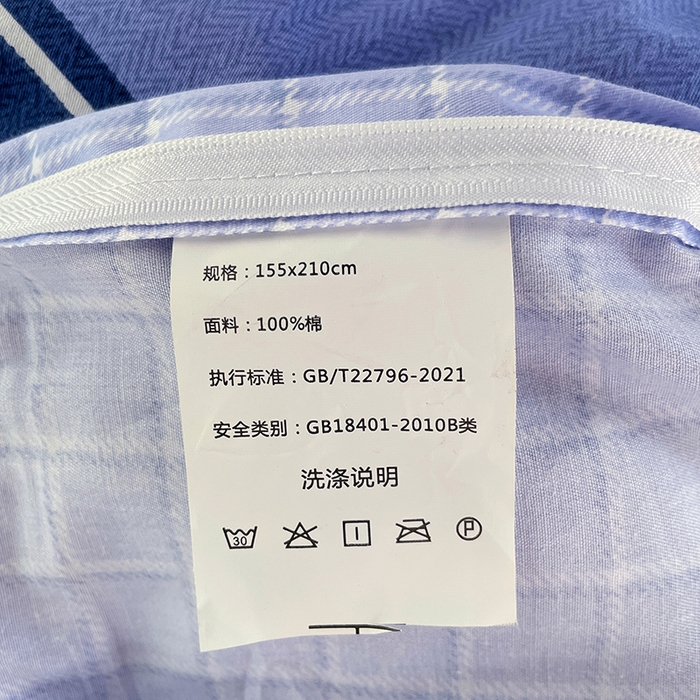 规格：155x210cm
面料：100%棉
执行标准：GB/T22796-2021
安全类别：GB18401-2010B类
洗涤说明
30 P